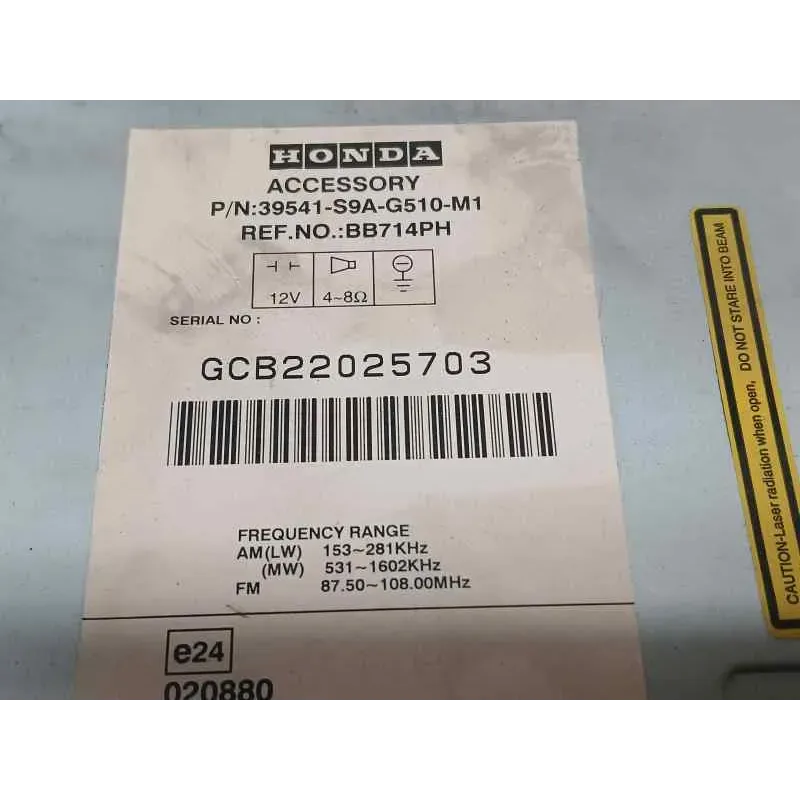 HONDA
ACCESSORY
P/N:39541-S9A-G510-M1
REF.NO.:BB714PH
12V 4~8Ω
SERIAL NO :
GCB22025703
FREQUENCY RANGE
AM(LW) 153~281KHz
(MW) 531~1602KHz
FM 87.50~108.00MHz
e24
020880
CAUTION-Laser radiation when open, DO NOT STARE INTO BEAM